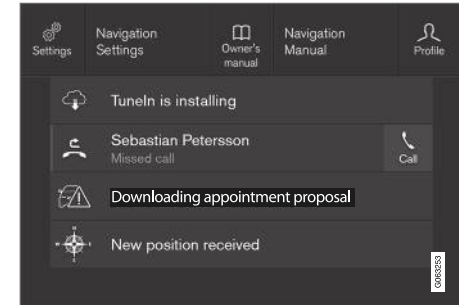 Settings
Navigation
Settings
Owner's
manual
Navigation
Manual
Profile
TuneIn is installing
Sebastian Petersson
Missed call
Call
Downloading appointment proposal
New position received
G063253